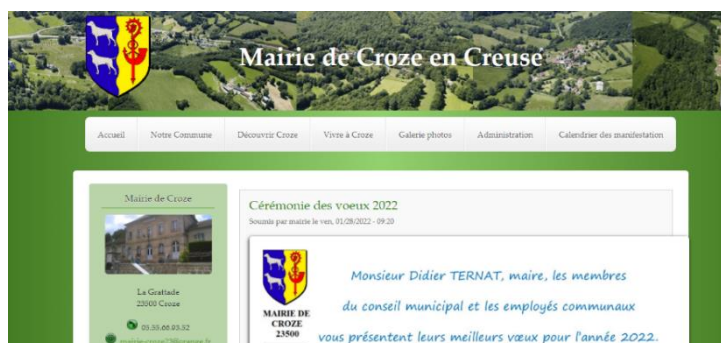 Mairie de Croze en Creuse
Accueil
Notre Commune
Découvrir Croze
Vivre à Croze
Galerie photos
Administration
Calendrier des manifestation
Mairie de Croze
La Grattade
23500 Croze
05.55.66.93.52
Cérémonie des voeux 2022
Soumis par mairie le ven, 01/28/2022 - 09:20
MAIRIE DE
CROZE
23500
Monsieur Didier TERNAT, maire, les membres
du conseil municipal et les employés communaux
vous présentent leurs meilleurs vœux pour l'année 2022.